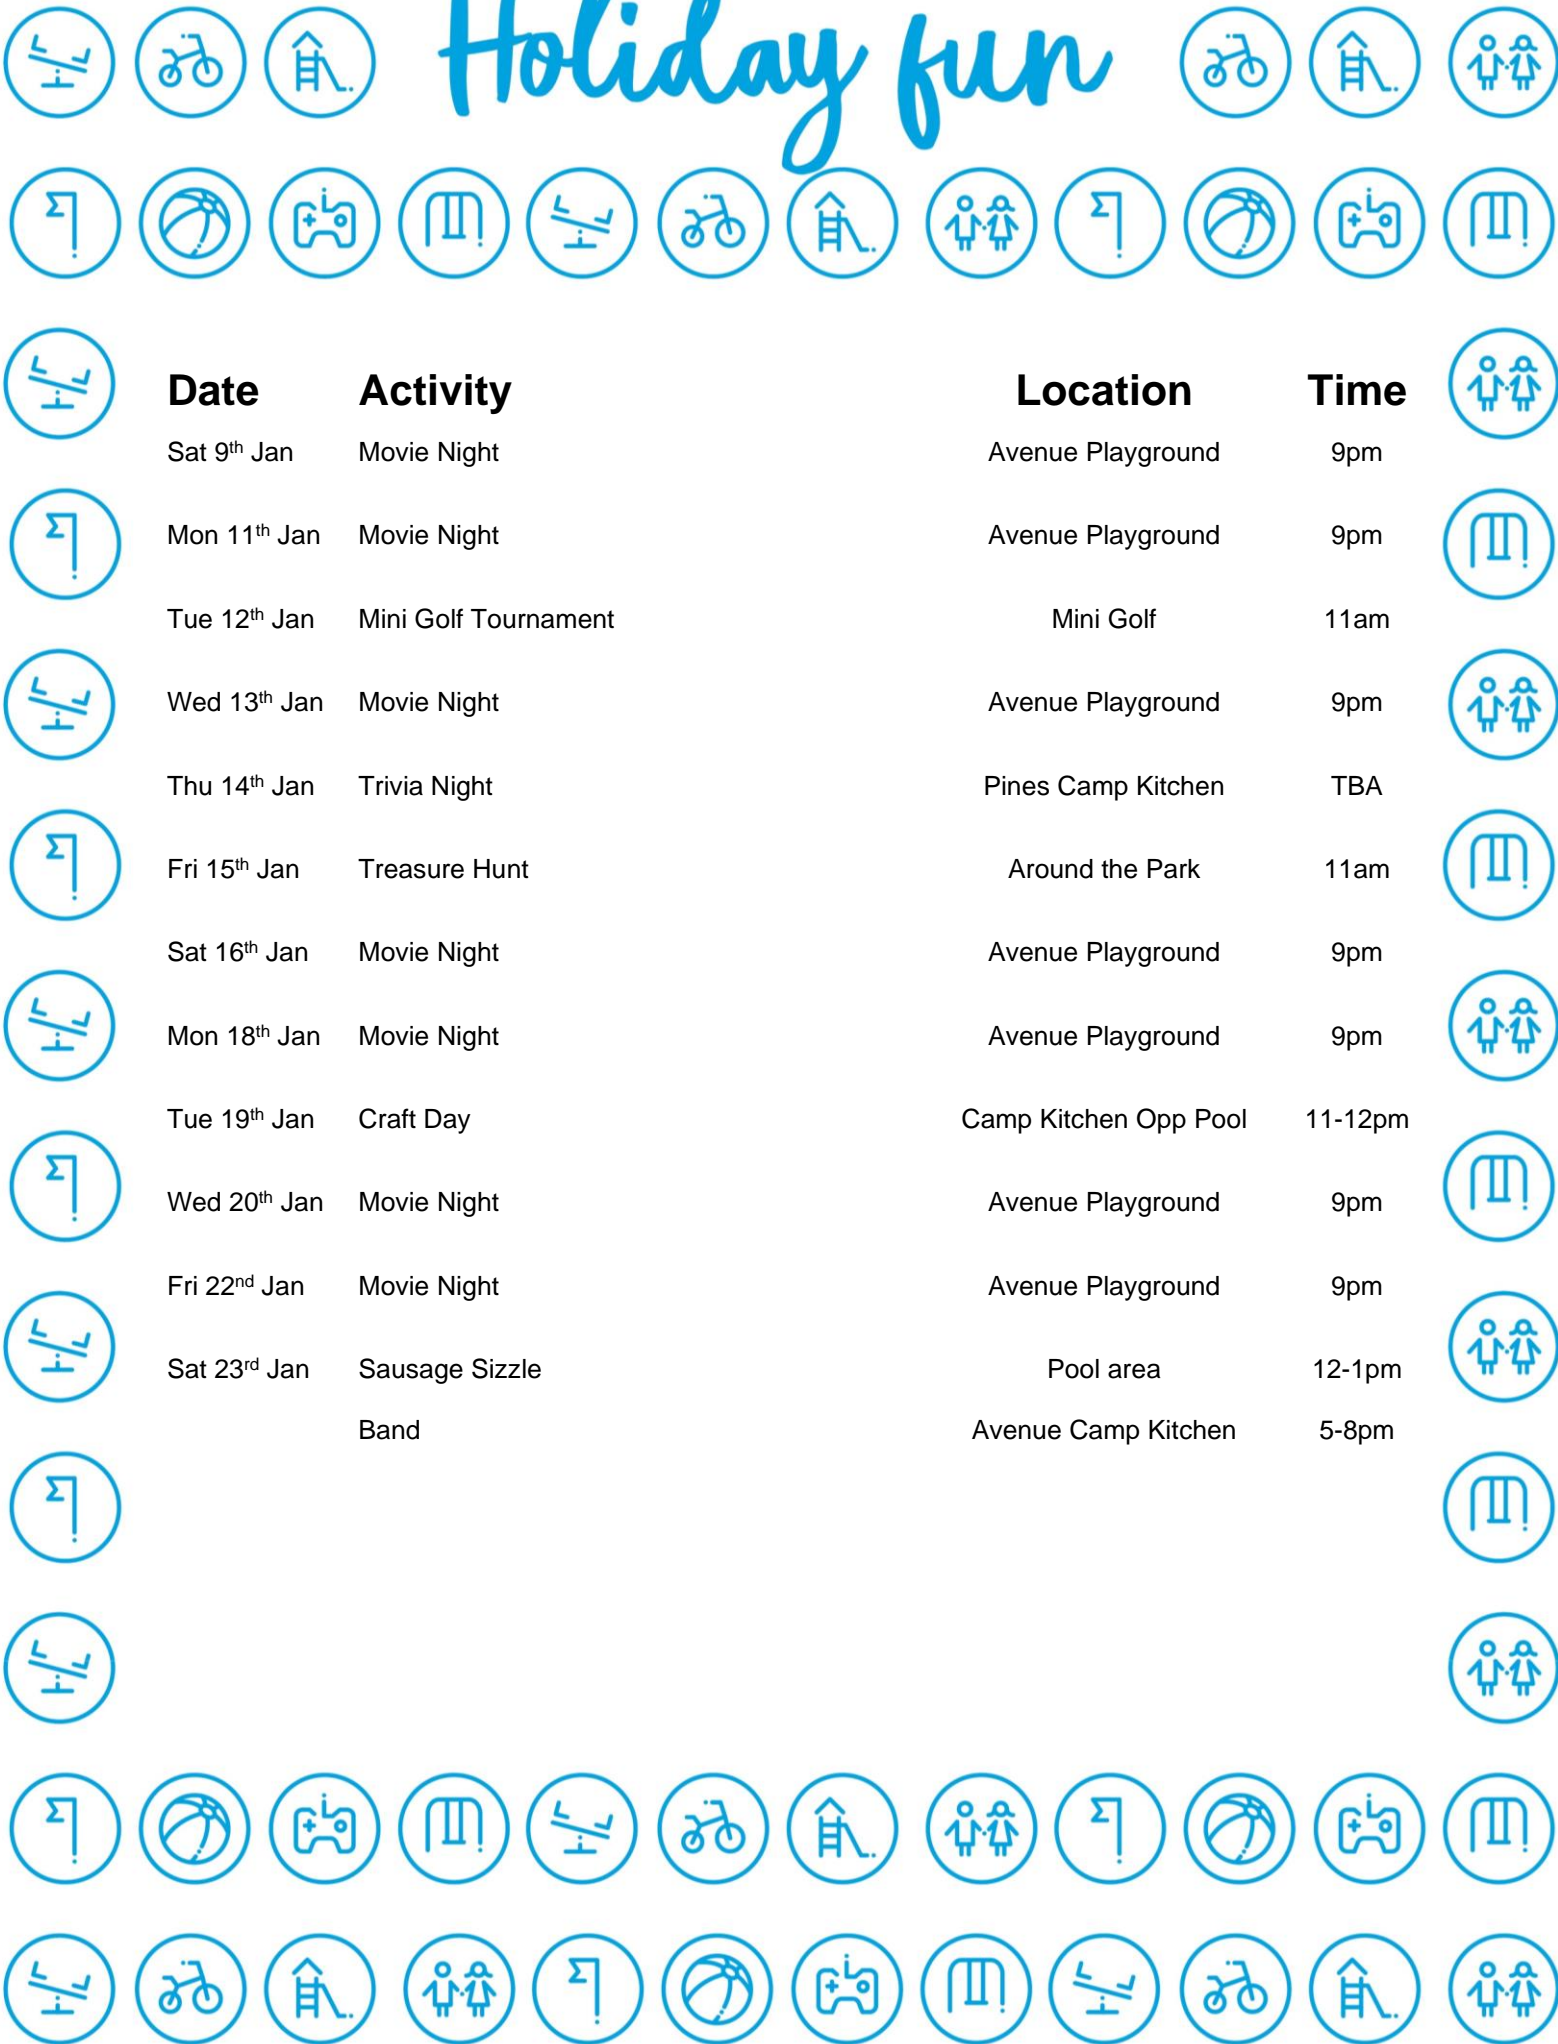 Holiday fun
Date Activity Location Time
Sat 9th Jan Movie Night Avenue Playground 9pm
Mon 11th Jan Movie Night Avenue Playground 9pm
Tue 12th Jan Mini Golf Tournament Mini Golf 11am
Wed 13th Jan Movie Night Avenue Playground 9pm
Thu 14th Jan Trivia Night Pines Camp Kitchen TBA
Fri 15th Jan Treasure Hunt Around the Park 11am
Sat 16th Jan Movie Night Avenue Playground 9pm
Mon 18th Jan Movie Night Avenue Playground 9pm
Tue 19th Jan Craft Day Camp Kitchen Opp Pool 11-12pm
Wed 20th Jan Movie Night Avenue Playground 9pm
Fri 22nd Jan Movie Night Avenue Playground 9pm
Sat 23rd Jan Sausage Sizzle Pool area 12-1pm
Band Avenue Camp Kitchen 5-8pm